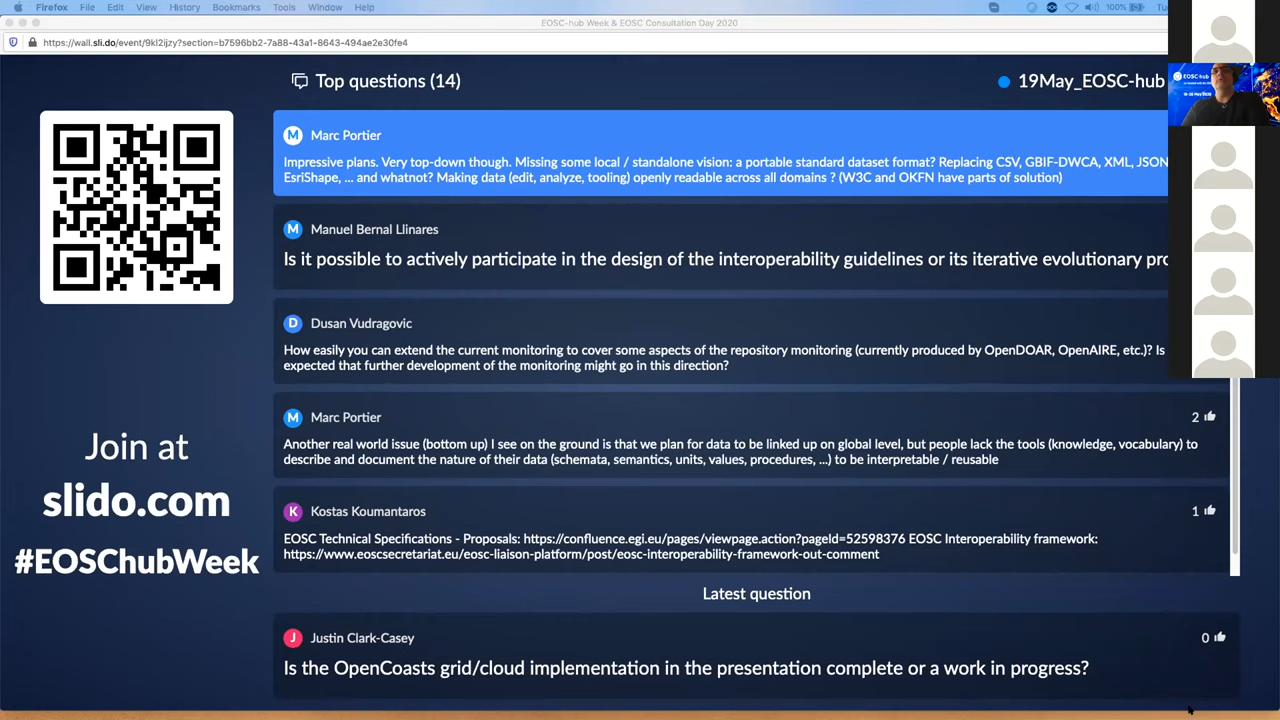 Firefox File Edit View History Bookmarks Tools Window Help 100% Tu
EOSC-hub Week & EOSC Consultation Day 2020
https://wall.sli.do/event/9kl2ijzy?section=b7596bb2-7a88-43a1-8643-494ae2e30fe4
Top questions (14)
19May_EOSC-hub
EOSC-hub
M Marc Portier
Impressive plans. Very top-down though. Missing some local / standalone vision: a portable standard dataset format? Replacing CSV, GBIF-DWCA, XML, JSON
EsriShape, ... and whatnot? Making data (edit, analyze, tooling) openly readable across all domains ? (W3C and OKFN have parts of solution)
M Manuel Bernal Llinares
Is it possible to actively participate in the design of the interoperability guidelines or its iterative evolutionary pro
D Dusan Vudragovic
How easily you can extend the current monitoring to cover some aspects of the repository monitoring (currently produced by OpenDOAR, OpenAIRE, etc.)? Is
expected that further development of the monitoring might go in this direction?
M Marc Portier 2
Another real world issue (bottom up) I see on the ground is that we plan for data to be linked up on global level, but people lack the tools (knowledge, vocabulary) to
describe and document the nature of their data (schemata, semantics, units, values, procedures, ...) to be interpretable / reusable
K Kostas Koumantaros 1
EOSC Technical Specifications - Proposals: https://confluence.egi.eu/pages/viewpage.action?pageId=52598376 EOSC Interoperability framework:
https://www.eoscsecretariat.eu/eosc-liaison-platform/post/eosc-interoperability-framework-out-comment
Latest question
J Justin Clark-Casey 0
Is the OpenCoasts grid/cloud implementation in the presentation complete or a work in progress?
Join at
slido.com
#EOSChubWeek